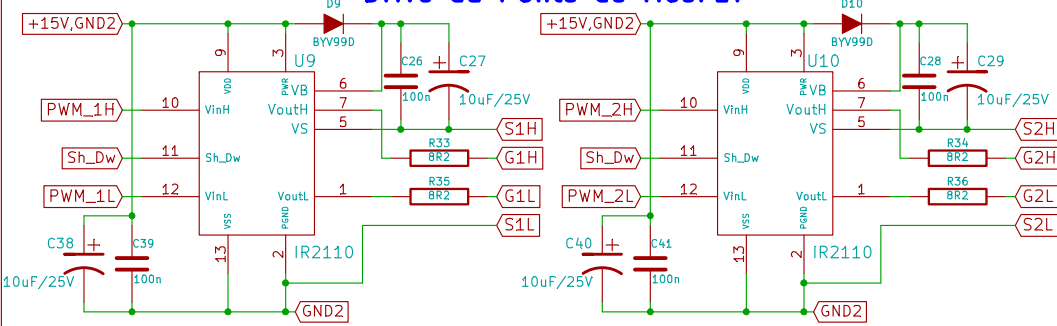 D9
D10
+15V,GND2
BYV99D
+15V,GND2
BYV99D
9
3
U9
C26
C27
9
3
U10
C28
C29
VDD
PWR
VB
6
100n
10uF/25V
VDD
PWR
VB
6
100n
10uF/25V
PWM_1H
10
VinH
VoutH
7
PWM_2H
10
VinH
VoutH
7
VS
5
S1H
VS
5
S2H
R33
R34
Sh_Dw
11
Sh_Dw
8R2
G1H
Sh_Dw
11
Sh_Dw
8R2
G2H
R35
R36
PWM_1L
12
VinL
VoutL
1
8R2
G1L
PWM_2L
12
VinL
VoutL
1
8R2
G2L
VSS
PGND
S1L
VSS
PGND
S2L
C38
C39
13
2
IR2110
C40
C41
13
2
IR2110
10uF/25V
100n
10uF/25V
100n
GND2
GND2